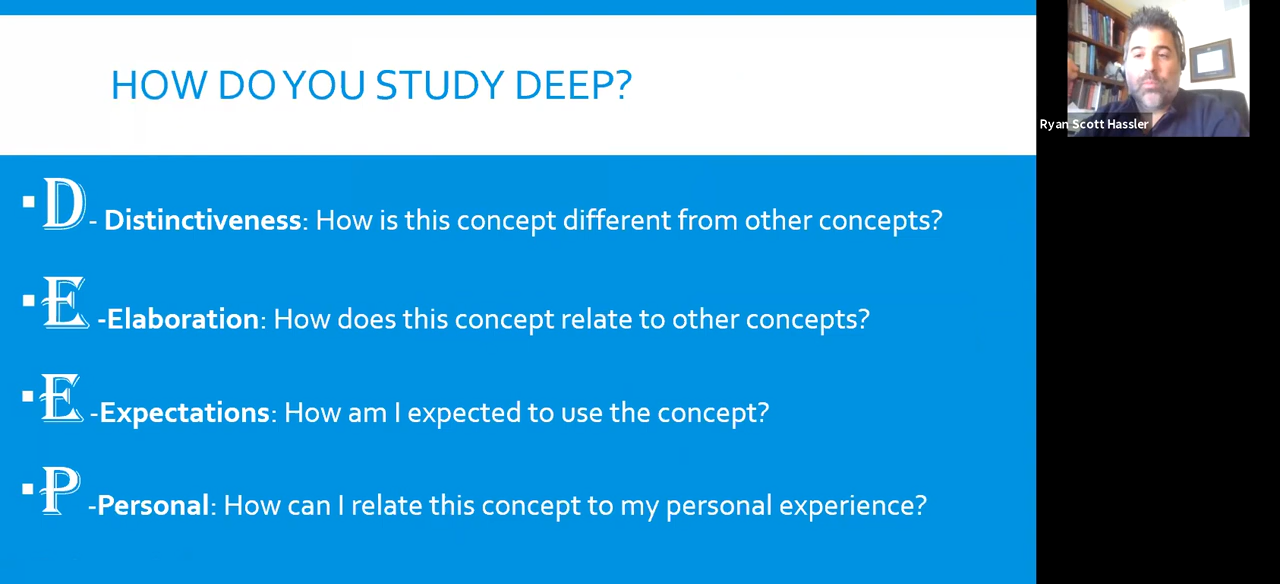 HOW DO YOU STUDY DEEP?
Ryan Scott Hassler
▪D- Distinctiveness: How is this concept different from other concepts?
▪E -Elaboration: How does this concept relate to other concepts?
▪E -Expectations: How am I expected to use the concept?
▪P -Personal: How can I relate this concept to my personal experience?